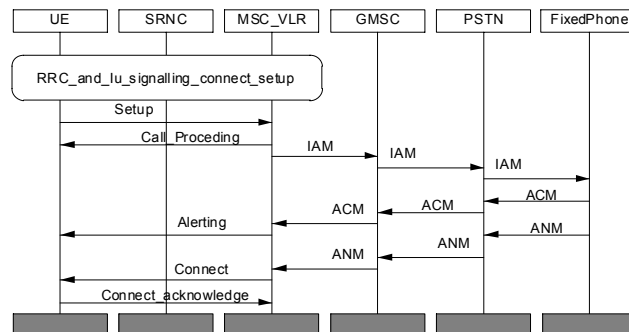 UE SRNC MSC_VLR GMSC PSTN FixedPhone
RRC_and_Iu_signalling_connect_setup
Setup
Call_Proceding
IAM
IAM
IAM
ACM
ACM
ACM
Alerting
ANM
ANM
ANM
Connect
Connect_acknowledge